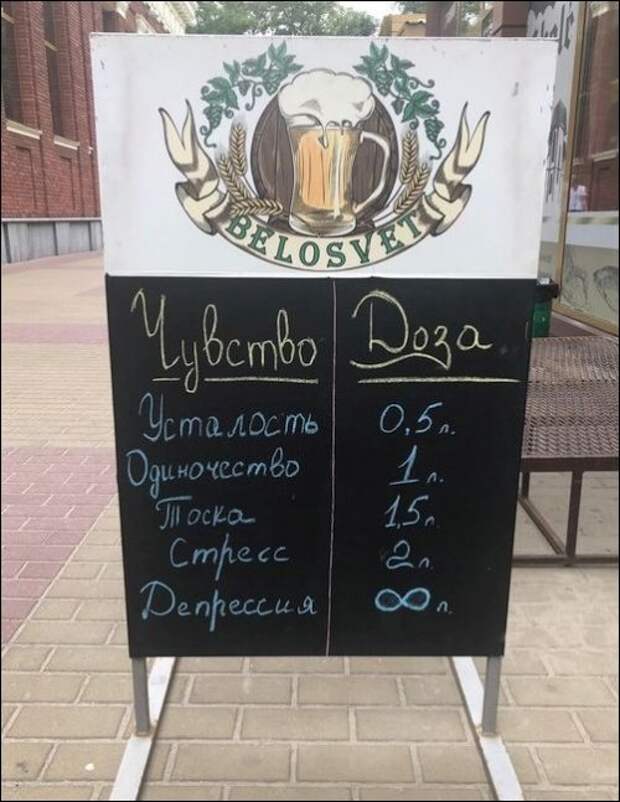 BELOSVET
Чувство Доза
Усталость 0,5л.
Одиночество 1л.
Тоска 1,5л.
Стресс 2л.
Депрессия ∞л.